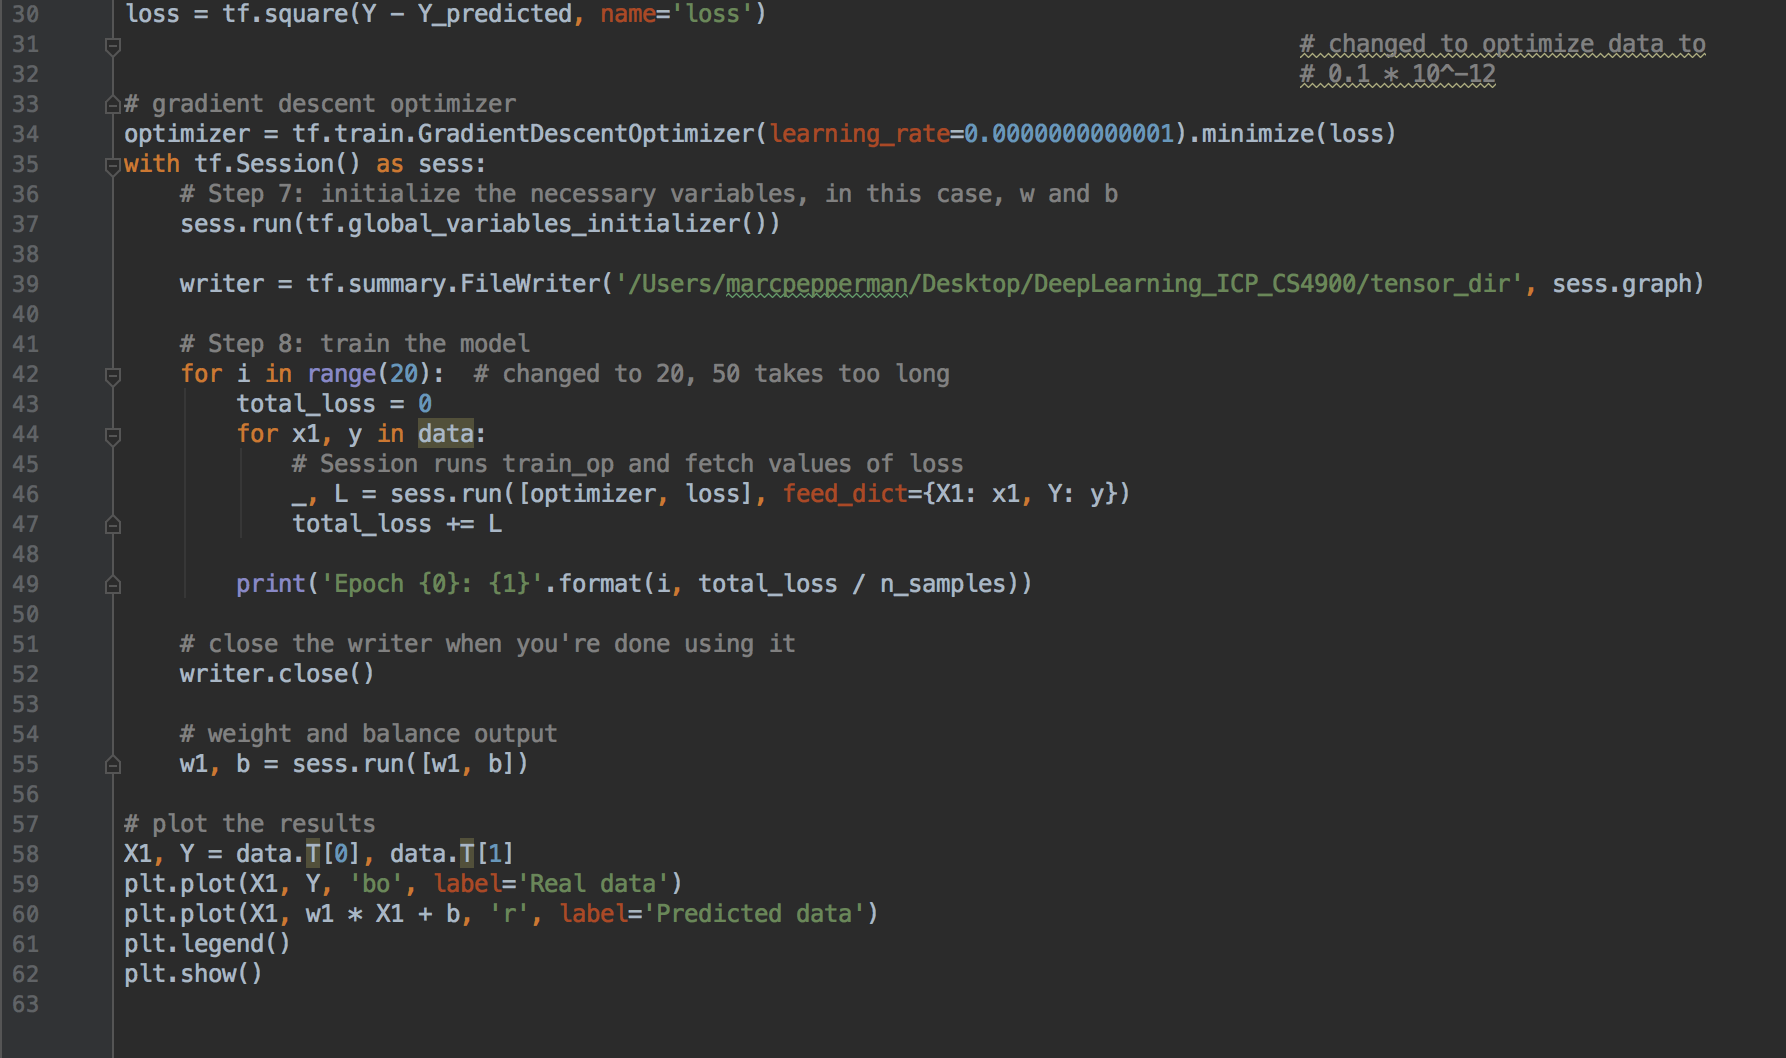 30 loss = tf.square(Y - Y_predicted, name='loss')
31 # changed to optimize data to
32 # 0.1 * 10^-12
33 # gradient descent optimizer
34 optimizer = tf.train.GradientDescentOptimizer(learning_rate=0.0000000000001).minimize(loss)
35 with tf.Session() as sess:
36     # Step 7: initialize the necessary variables, in this case, w and b
37     sess.run(tf.global_variables_initializer())
38
39     writer = tf.summary.FileWriter('/Users/marcpepperman/Desktop/DeepLearning_ICP_CS4900/tensor_dir', sess.graph)
40
41     # Step 8: train the model
42     for i in range(20):  # changed to 20, 50 takes too long
43         total_loss = 0
44         for x1, y in data:
45             # Session runs train_op and fetch values of loss
46             _, L = sess.run([optimizer, loss], feed_dict={X1: x1, Y: y})
47             total_loss += L
48
49         print('Epoch {0}: {1}'.format(i, total_loss / n_samples))
50
51     # close the writer when you're done using it
52     writer.close()
53
54     # weight and balance output
55     w1, b = sess.run([w1, b])
56
57 # plot the results
58 X1, Y = data.T[0], data.T[1]
59 plt.plot(X1, Y, 'bo', label='Real data')
60 plt.plot(X1, w1 * X1 + b, 'r', label='Predicted data')
61 plt.legend()
62 plt.show()
63